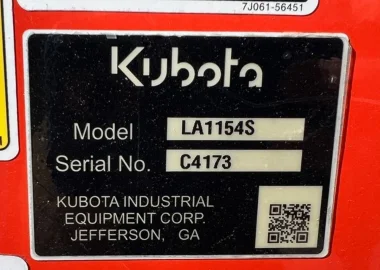 7J061-56451
Kubota
Model LA1154S
Serial No. C4173
KUBOTA INDUSTRIAL
EQUIPMENT CORP.
JEFFERSON, GA